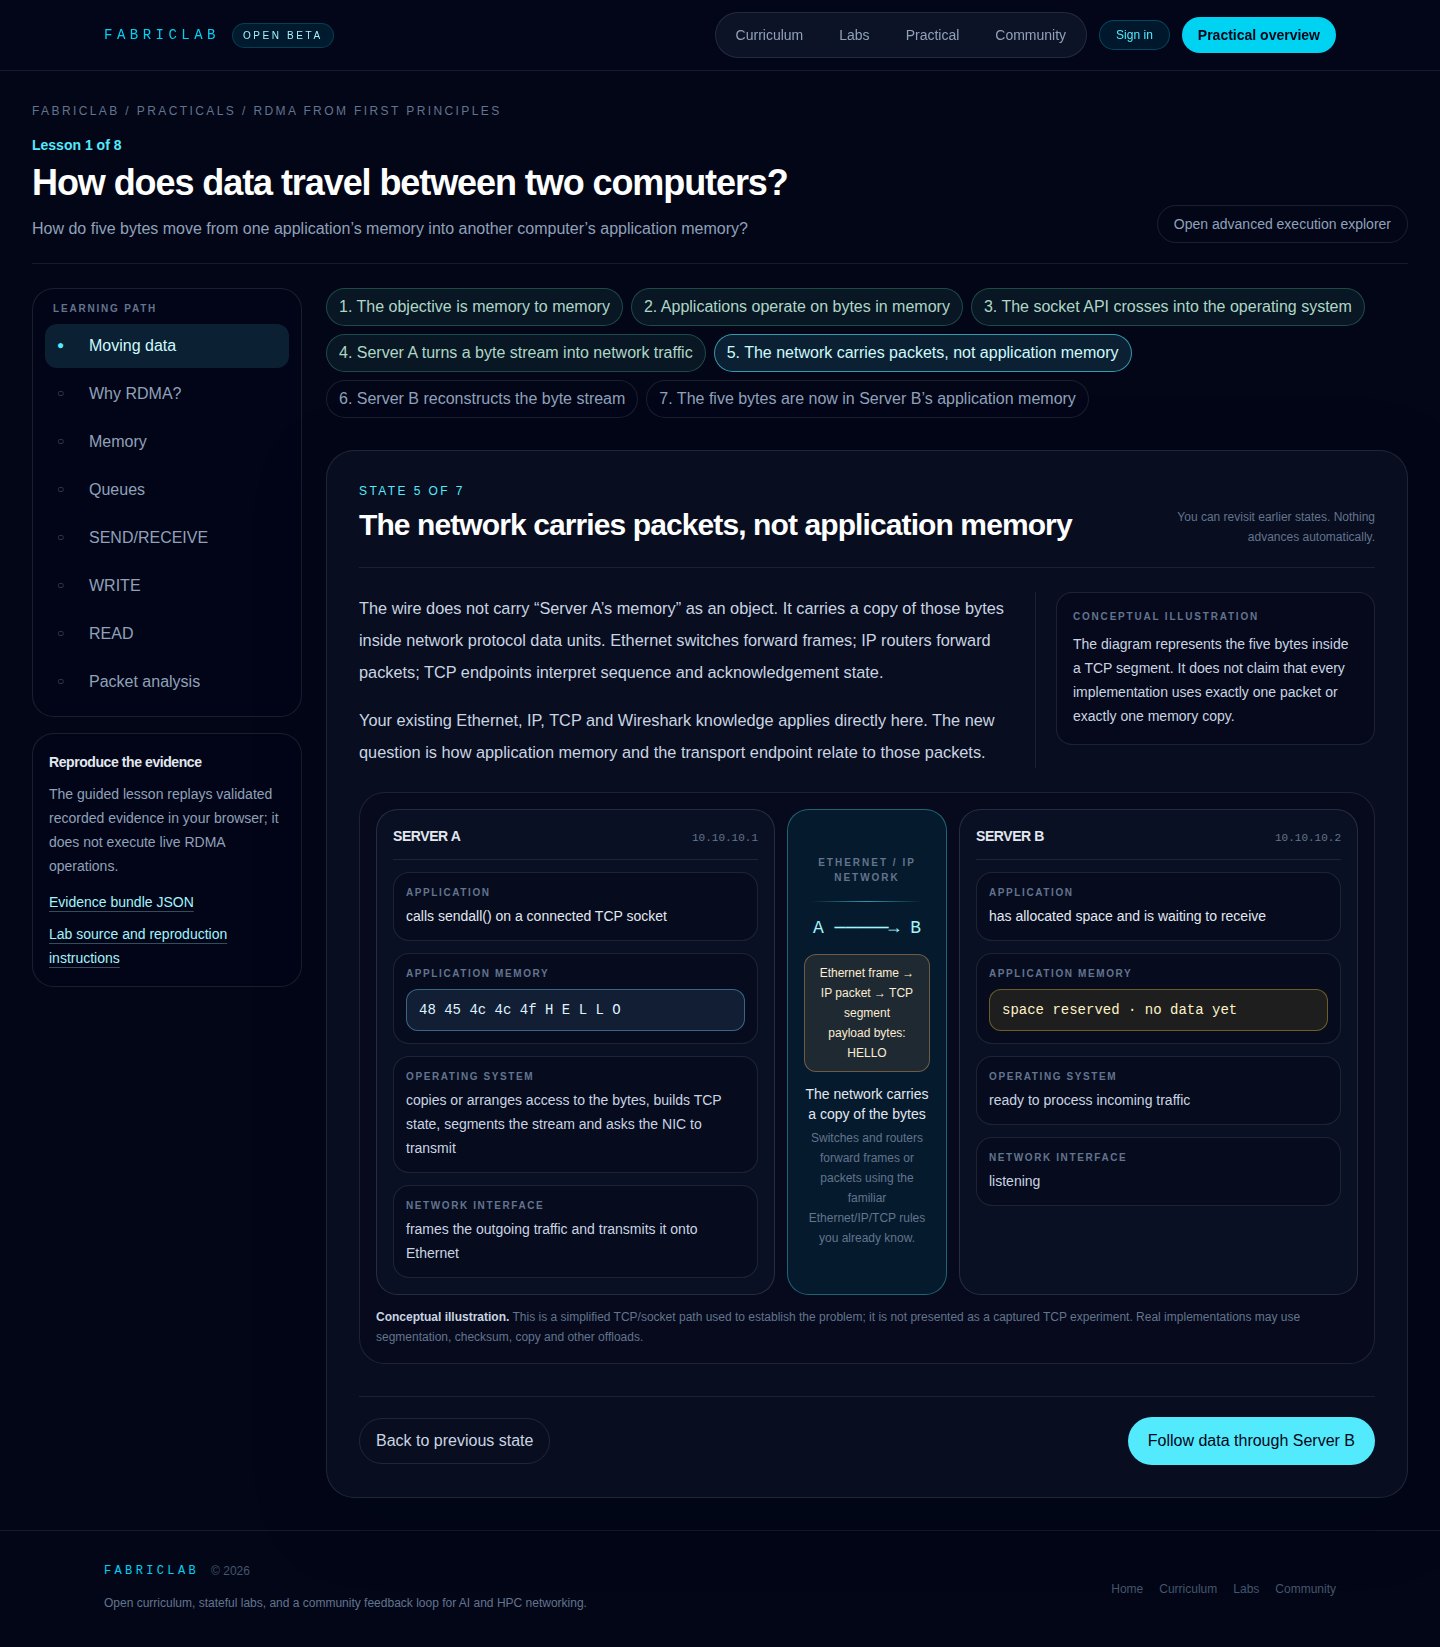 FABRICLAB OPEN BETA Curriculum Labs Practical Community Sign in Practical overview
FABRICLAB / PRACTICALS / RDMA FROM FIRST PRINCIPLES
Lesson 1 of 8
How does data travel between two computers?
How do five bytes move from one application’s memory into another computer’s application memory?
Open advanced execution explorer
LEARNING PATH
Moving data
Why RDMA?
Memory
Queues
SEND/RECEIVE
WRITE
READ
Packet analysis
Reproduce the evidence
The guided lesson replays validated
recorded evidence in your browser; it
does not execute live RDMA
operations.
Evidence bundle JSON
Lab source and reproduction
instructions
1. The objective is memory to memory
2. Applications operate on bytes in memory
3. The socket API crosses into the operating system
4. Server A turns a byte stream into network traffic
5. The network carries packets, not application memory
6. Server B reconstructs the byte stream
7. The five bytes are now in Server B’s application memory
STATE 5 OF 7
The network carries packets, not application memory
You can revisit earlier states. Nothing
advances automatically.
The wire does not carry “Server A’s memory” as an object. It carries a copy of those bytes
inside network protocol data units. Ethernet switches forward frames; IP routers forward
packets; TCP endpoints interpret sequence and acknowledgement state.
Your existing Ethernet, IP, TCP and Wireshark knowledge applies directly here. The new
question is how application memory and the transport endpoint relate to those packets.
CONCEPTUAL ILLUSTRATION
The diagram represents the five bytes inside
a TCP segment. It does not claim that every
implementation uses exactly one packet or
exactly one memory copy.
SERVER A 10.10.10.1
APPLICATION
calls sendall() on a connected TCP socket
APPLICATION MEMORY
48 45 4c 4c 4f H E L L O
OPERATING SYSTEM
copies or arranges access to the bytes, builds TCP
state, segments the stream and asks the NIC to
transmit
NETWORK INTERFACE
frames the outgoing traffic and transmits it onto
Ethernet
ETHERNET / IP
NETWORK
A ─────→ B
Ethernet frame →
IP packet → TCP
segment
payload bytes:
HELLO
The network carries
a copy of the bytes
Switches and routers
forward frames or
packets using the
familiar
Ethernet/IP/TCP rules
you already know.
SERVER B 10.10.10.2
APPLICATION
has allocated space and is waiting to receive
APPLICATION MEMORY
space reserved · no data yet
OPERATING SYSTEM
ready to process incoming traffic
NETWORK INTERFACE
listening
Conceptual illustration. This is a simplified TCP/socket path used to establish the problem; it is not presented as a captured TCP experiment. Real implementations may use
segmentation, checksum, copy and other offloads.
Back to previous state
Follow data through Server B
FABRICLAB © 2026
Open curriculum, stateful labs, and a community feedback loop for AI and HPC networking.
Home Curriculum Labs Community